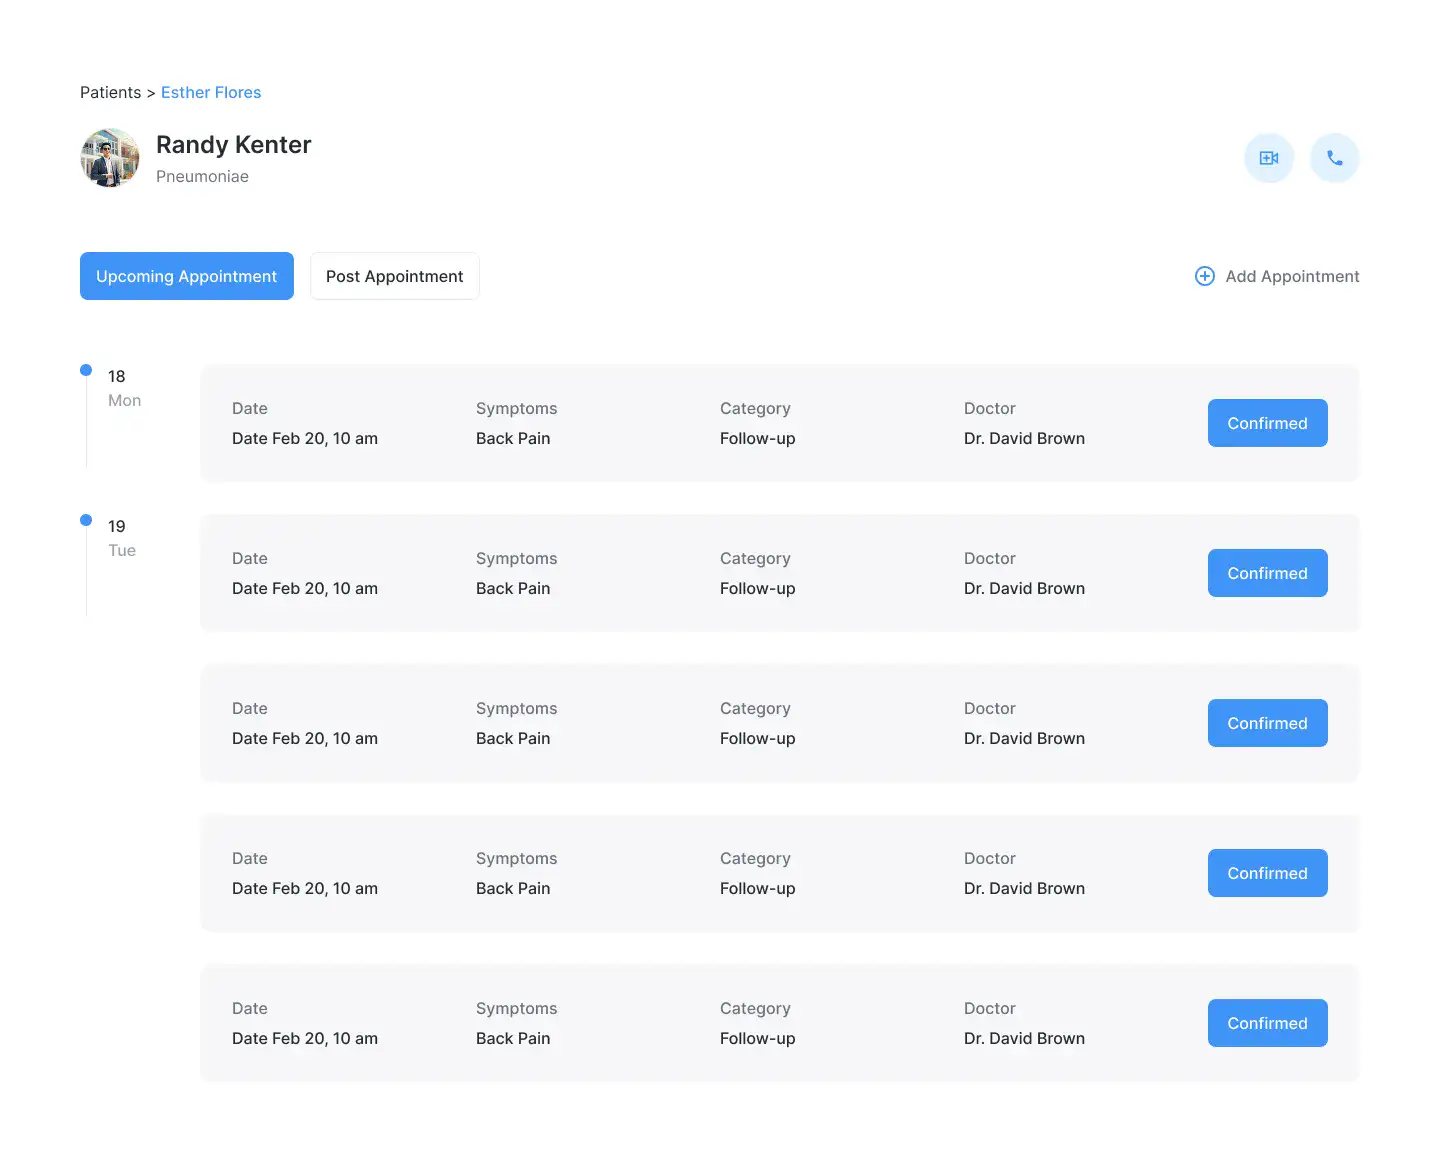 Patients > Esther Flores
Randy Kenter
Pneumoniae
Upcoming Appointment
Post Appointment
Add Appointment
18
Mon
Date
Symptoms
Category
Doctor
Date Feb 20, 10 am
Back Pain
Follow-up
Dr. David Brown
Confirmed
19
Tue
Date
Symptoms
Category
Doctor
Date Feb 20, 10 am
Back Pain
Follow-up
Dr. David Brown
Confirmed
Date
Symptoms
Category
Doctor
Date Feb 20, 10 am
Back Pain
Follow-up
Dr. David Brown
Confirmed
Date
Symptoms
Category
Doctor
Date Feb 20, 10 am
Back Pain
Follow-up
Dr. David Brown
Confirmed
Date
Symptoms
Category
Doctor
Date Feb 20, 10 am
Back Pain
Follow-up
Dr. David Brown
Confirmed